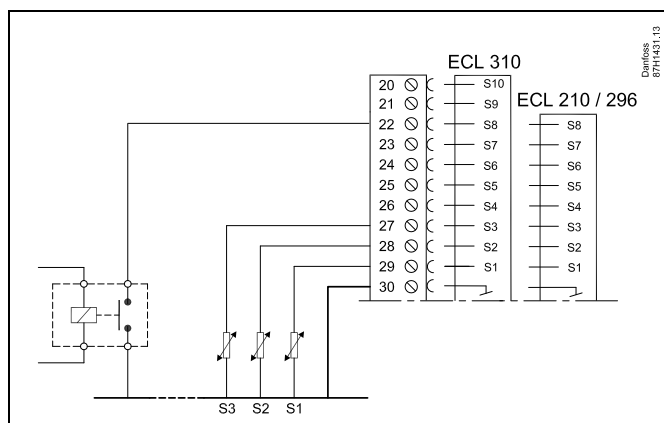 Danfoss
87H1431.13
ECL 310
ECL 210 / 296
20 S10
21 S9
22 S8 S8
23 S7 S7
24 S6 S6
25 S5 S5
26 S4 S4
27 S3 S3
28 S2 S2
29 S1 S1
30
S3 S2 S1